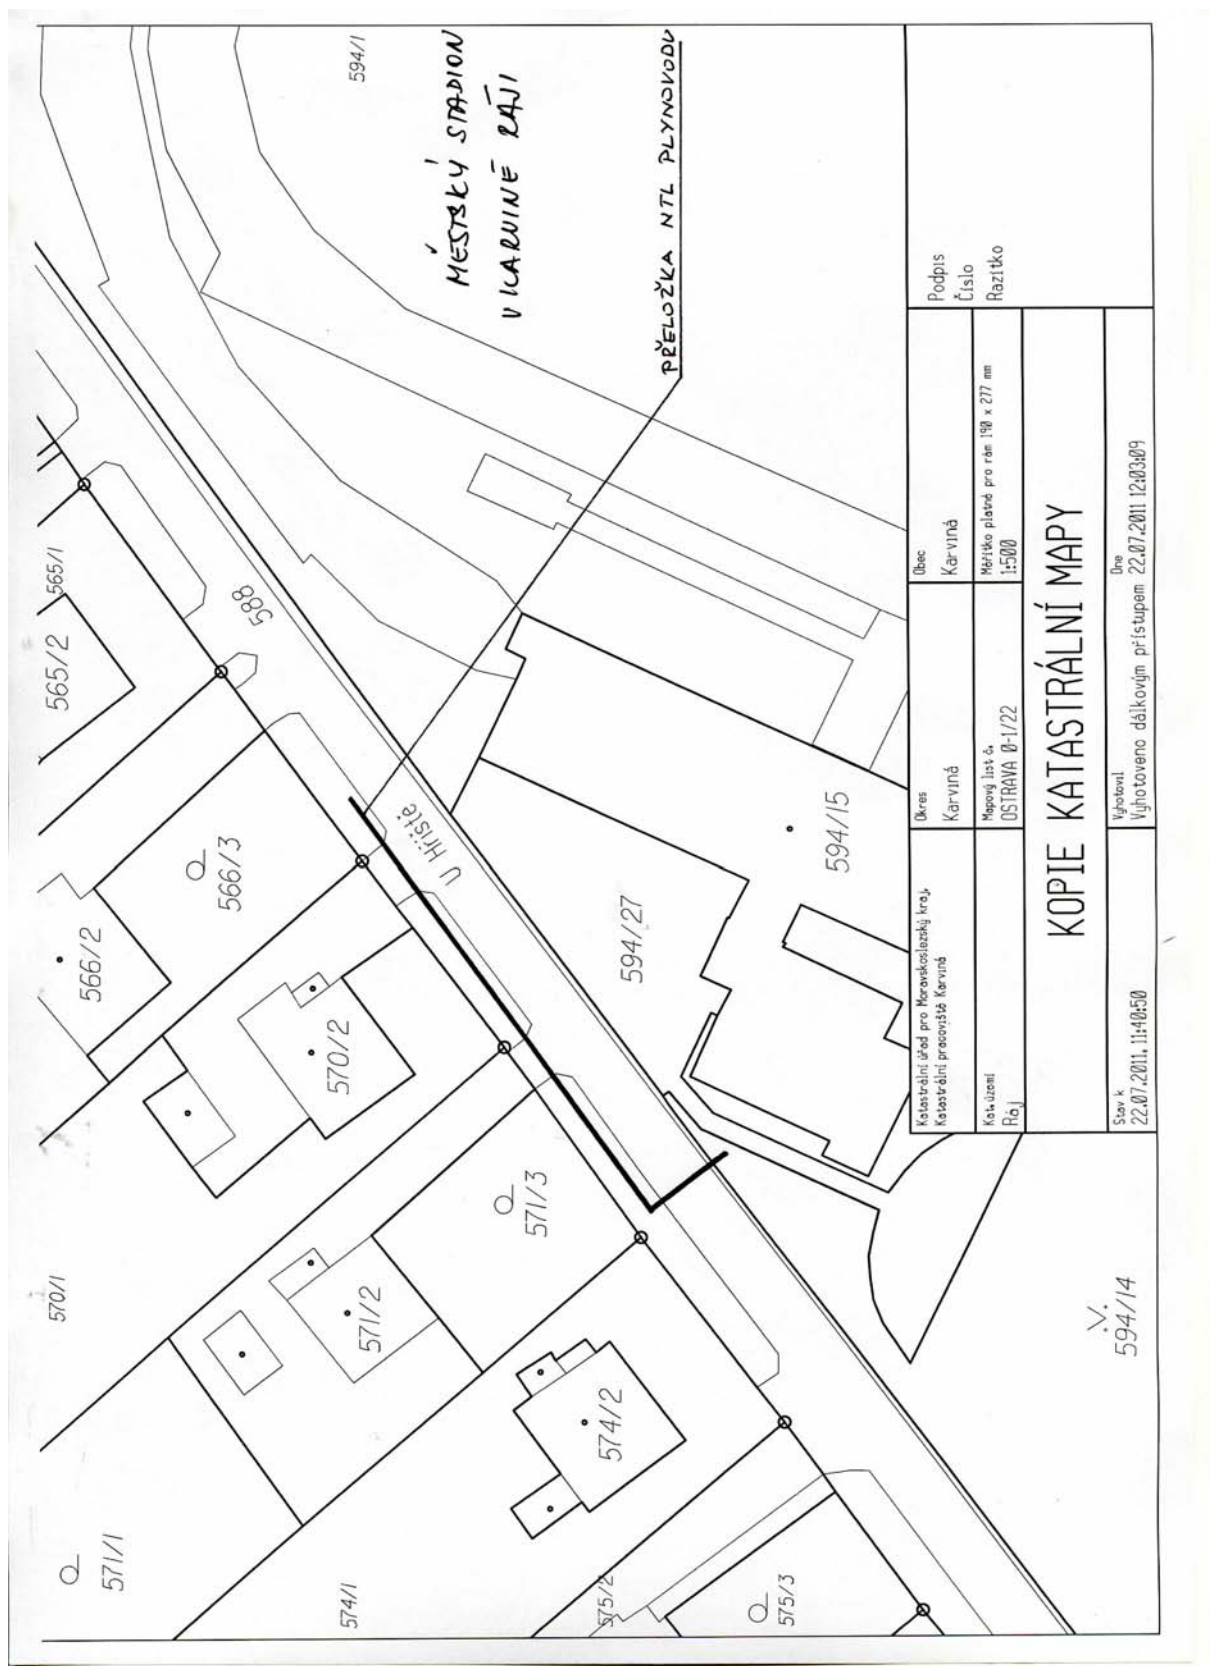 594/1
MĚSTSKÝ STADION
V KARVINÉ RÁJI
PŘELOŽKA NTL PLYNOVODU
565/1
565/2
588
566/3
566/2
U Hřiště
570/2
594/27
594/15
570/1
571/3
571/2
574/2
571/1
574/1
575/2
575/3
594/14
Katastrální úřad pro Moravskoslezský kraj,
Katastrální pracoviště Karviná
Okres
Karviná
Obec
Karviná
Podpis
Číslo
Razítko
Kat. území
Ráj
Mapový list č.
OSTRAVA 0-1/22
Měřítko platné pro rám 190 x 277 mm
1:500
KOPIE KATASTRÁLNÍ MAPY
Stav k
22.07.2011, 11:40:50
Vyhotovil
Vyhotoveno dálkovým přístupem
Dne
22.07.2011 12:03:09